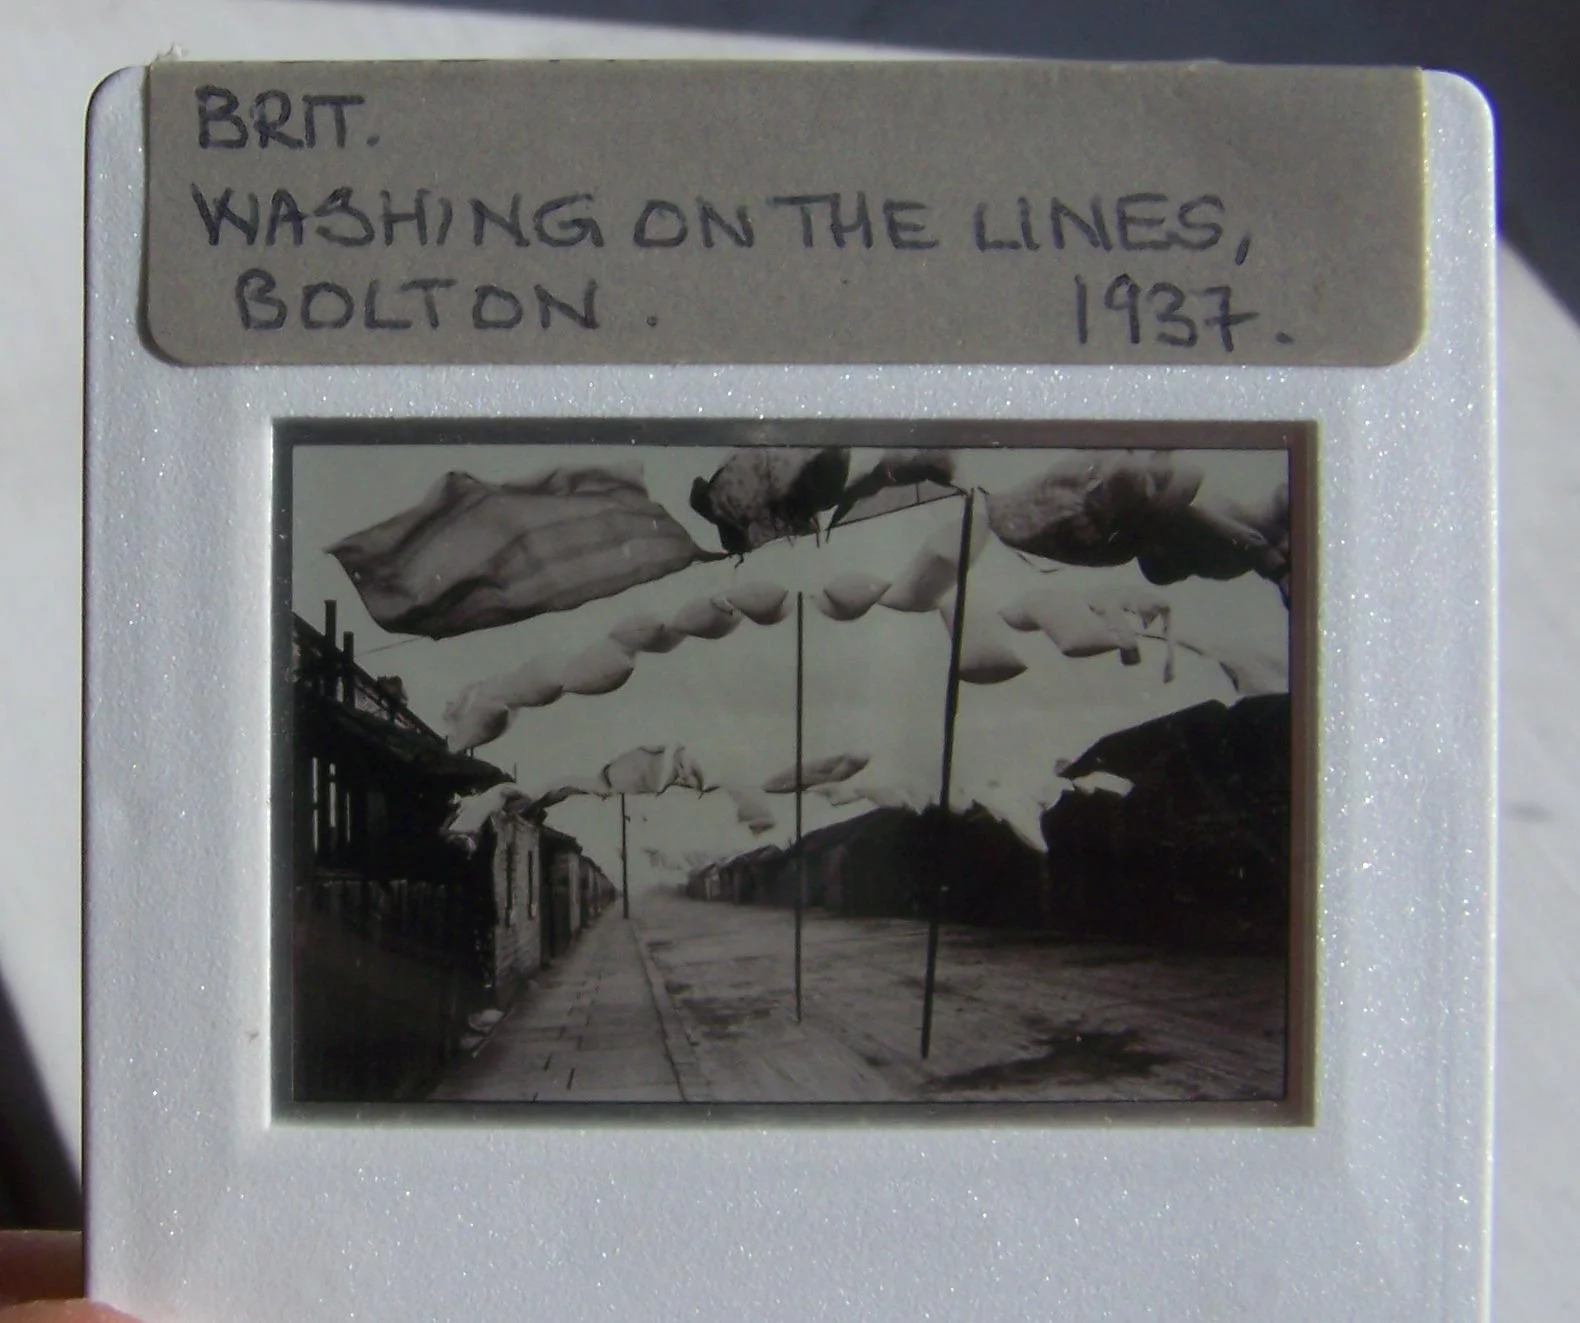 BRIT.
WASHING ON THE LINES,
BOLTON. 1937.